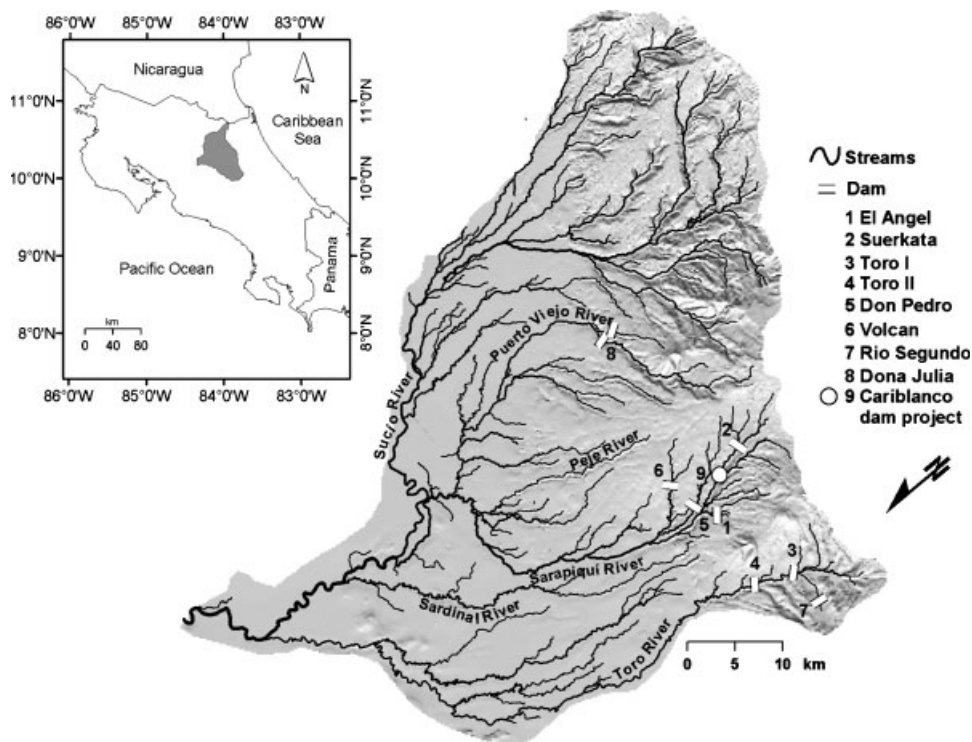 86°0'W 85°0'W 84°0'W 83°0'W
11°0'N
10°0'N
9°0'N
8°0'N
Nicaragua
N
Caribbean
Sea
11°0'N
10°0'N
9°0'N
8°0'N
Pacific Ocean
Panama
km
0 40 80
86°0'W 85°0'W 84°0'W 83°0'W
Streams
Dam
1 El Angel
2 Suerkata
3 Toro I
4 Toro II
5 Don Pedro
6 Volcan
7 Rio Segundo
8 Dona Julia
9 Cariblanco
dam project
N
Puerto Viejo River
8
Sucio River
Peje River
2
6
9
5
1
Sarapiquí River
Sardinal River
4
3
7
Toro River
0 5 10
km